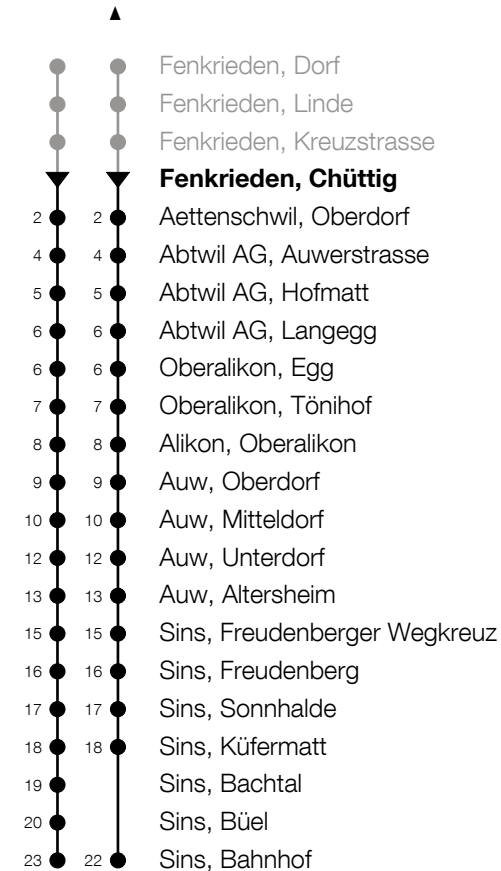 Fenkrieden, Dorf
Fenkrieden, Linde
Fenkrieden, Kreuzstrasse
Fenkrieden, Chüttig
2 2 Aettenschwil, Oberdorf
4 4 Abtwil AG, Auwerstrasse
5 5 Abtwil AG, Hofmatt
6 6 Abtwil AG, Langegg
6 6 Oberalikon, Egg
7 7 Oberalikon, Tönihof
8 8 Alikon, Oberalikon
9 9 Auw, Oberdorf
10 10 Auw, Mitteldorf
12 12 Auw, Unterdorf
13 13 Auw, Altersheim
15 15 Sins, Freudenberger Wegkreuz
16 16 Sins, Freudenberg
17 17 Sins, Sonnhalde
18 18 Sins, Küfermatt
19 Sins, Bachtal
20 Sins, Büel
23 22 Sins, Bahnhof